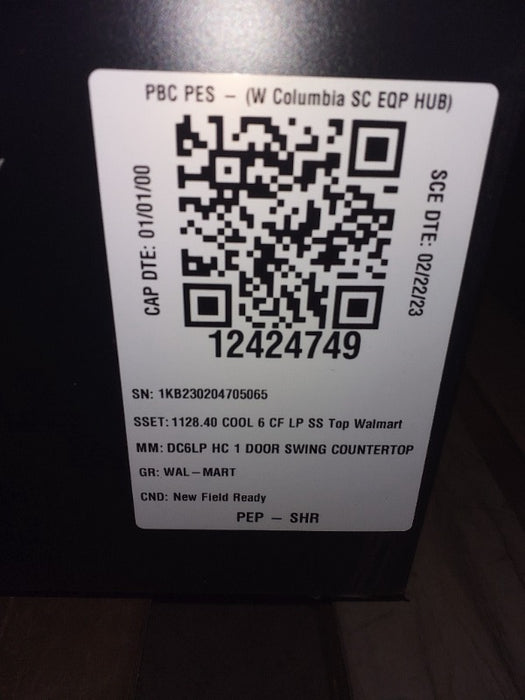 PBC PES – (W Columbia SC EQP HUB)
CAP DTE: 01/01/00
SCE DTE: 02/22/23
12424749
SN: 1KB230204705065
SSET: 1128.40 COOL 6 CF LP SS Top Walmart
MM: DC6LP HC 1 DOOR SWING COUNTERTOP
GR: WAL–MART
CND: New Field Ready
PEP – SHR